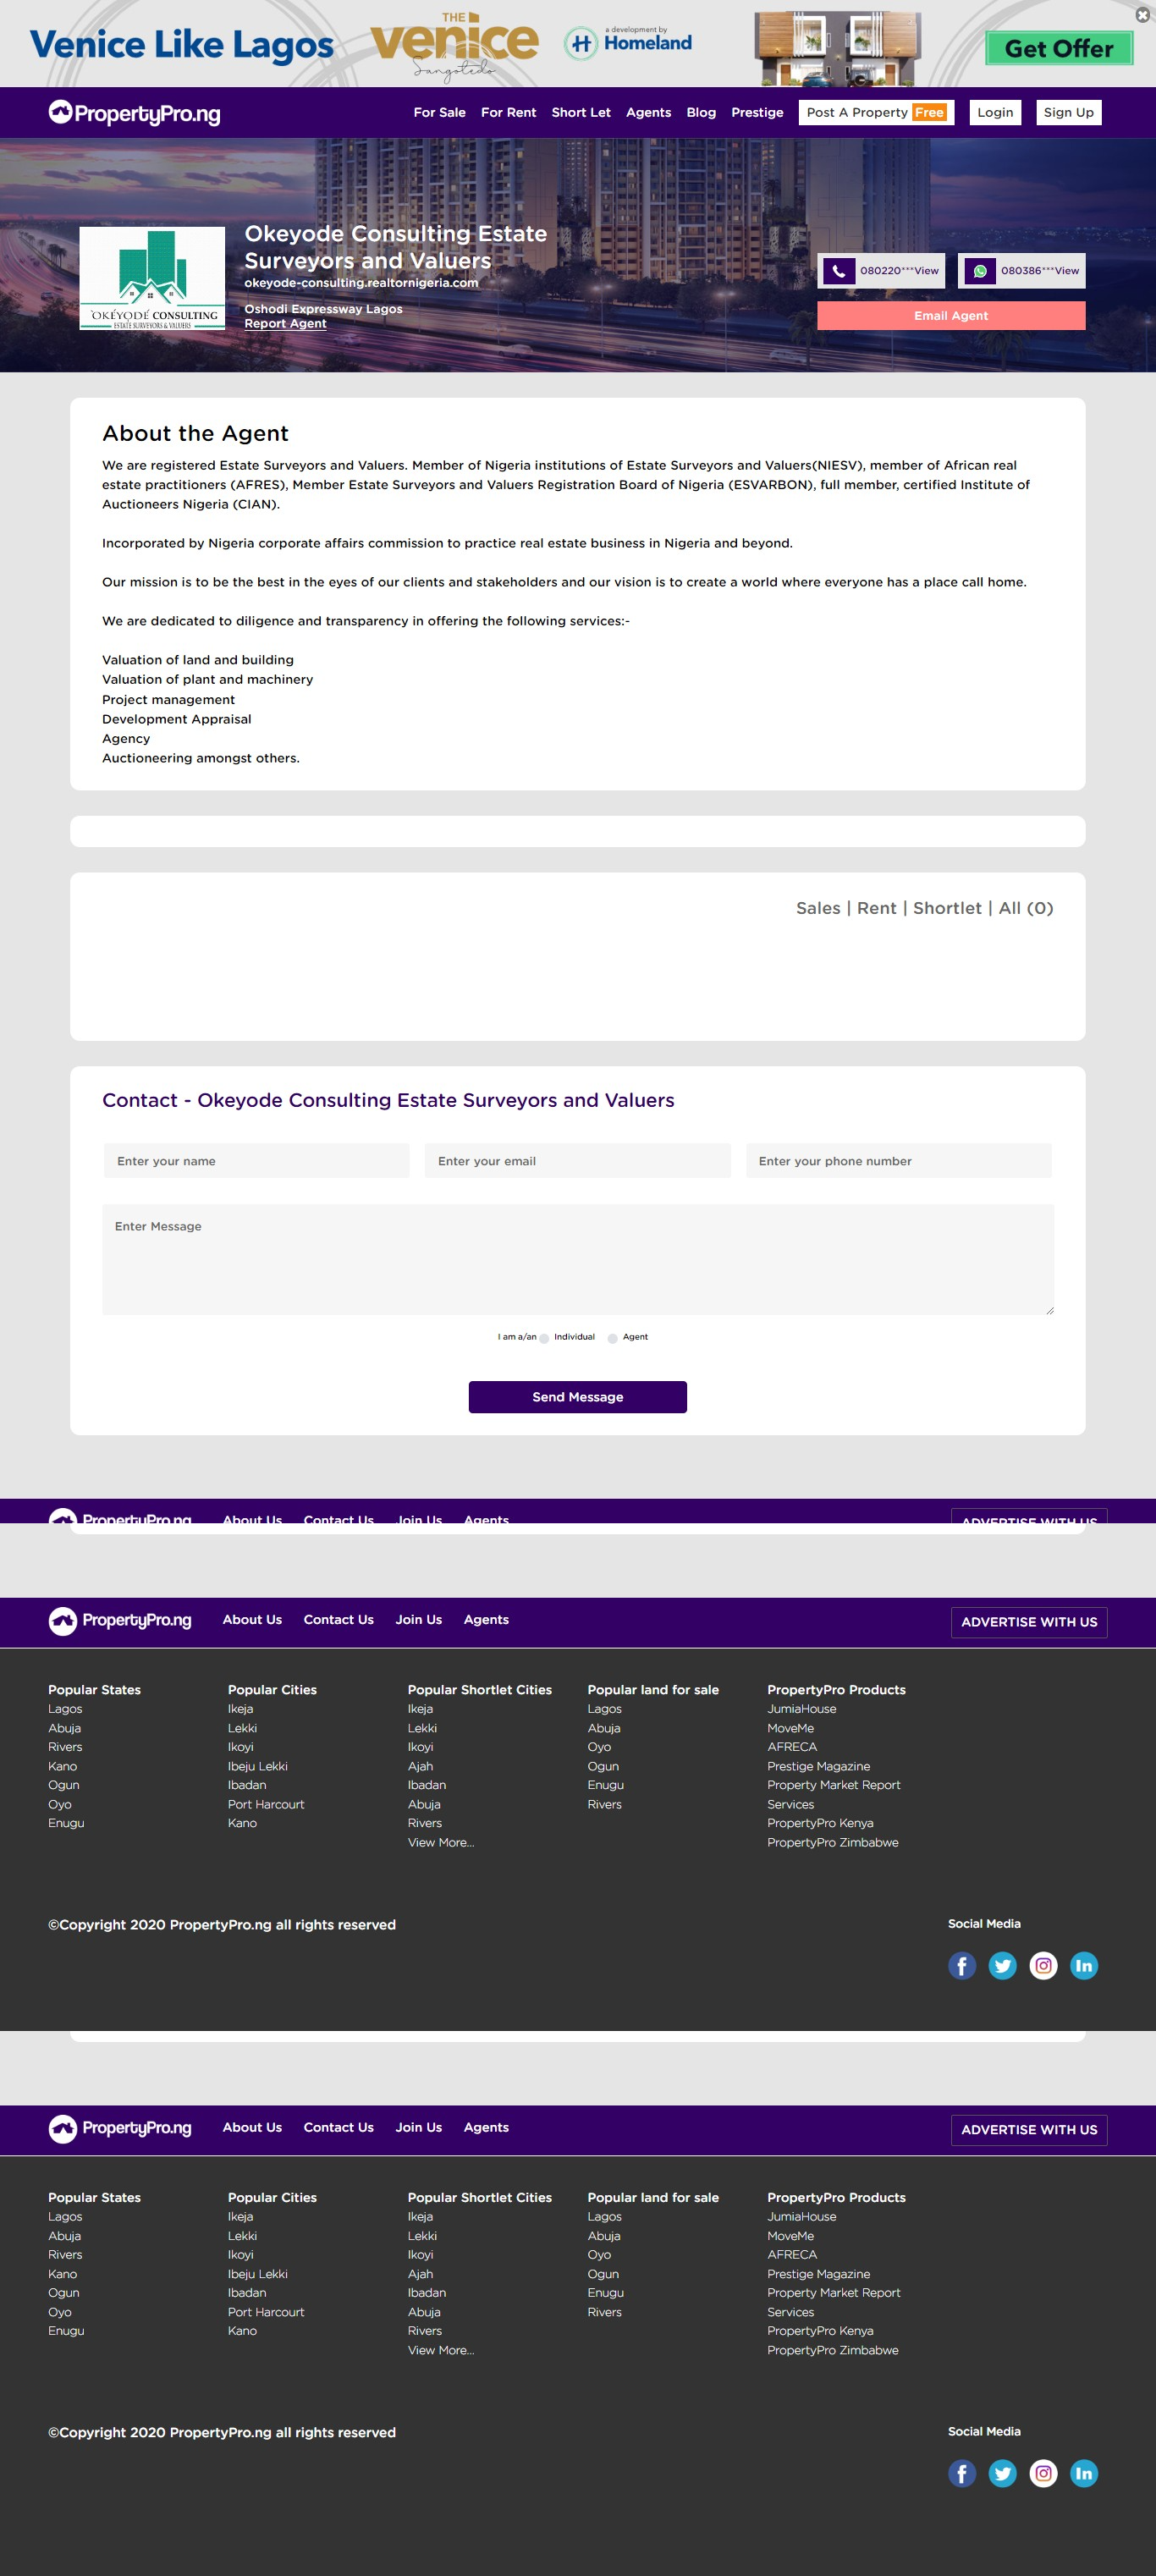 Venice Like Lagos
THE
venice
Sangotedo
a development by
Homeland
Get Offer
PropertyPro.ng
For Sale
For Rent
Short Let
Agents
Blog
Prestige
Post A Property Free
Login
Sign Up
Okeyode Consulting Estate
Surveyors and Valuers
okeyode-consulting.realtornigeria.com
Oshodi Expressway Lagos
Report Agent
OKÉYỌDÉ CONSULTING
ESTATE SURVEYORS & VALUERS
080220***View
080386***View
Email Agent
About the Agent
We are registered Estate Surveyors and Valuers. Member of Nigeria institutions of Estate Surveyors and Valuers(NIESV), member of African real
estate practitioners (AFRES), Member Estate Surveyors and Valuers Registration Board of Nigeria (ESVARBON), full member, certified Institute of
Auctioneers Nigeria (CIAN).
Incorporated by Nigeria corporate affairs commission to practice real estate business in Nigeria and beyond.
Our mission is to be the best in the eyes of our clients and stakeholders and our vision is to create a world where everyone has a place call home.
We are dedicated to diligence and transparency in offering the following services:-
Valuation of land and building
Valuation of plant and machinery
Project management
Development Appraisal
Agency
Auctioneering amongst others.
Sales | Rent | Shortlet | All (0)
Contact - Okeyode Consulting Estate Surveyors and Valuers
Enter your name
Enter your email
Enter your phone number
Enter Message
I am a/an Individual Agent
Send Message
PropertyPro.ng
About Us
Contact Us
Join Us
Agents
ADVERTISE WITH US
PropertyPro.ng
About Us
Contact Us
Join Us
Agents
ADVERTISE WITH US
Popular States
Lagos
Abuja
Rivers
Kano
Ogun
Oyo
Enugu
Popular Cities
Ikeja
Lekki
Ikoyi
Ibeju Lekki
Ibadan
Port Harcourt
Kano
Popular Shortlet Cities
Ikeja
Lekki
Ikoyi
Ajah
Ibadan
Abuja
Rivers
View More...
Popular land for sale
Lagos
Abuja
Oyo
Ogun
Enugu
Rivers
PropertyPro Products
JumiaHouse
MoveMe
AFRECA
Prestige Magazine
Property Market Report
Services
PropertyPro Kenya
PropertyPro Zimbabwe
©Copyright 2020 PropertyPro.ng all rights reserved
Social Media
PropertyPro.ng
About Us
Contact Us
Join Us
Agents
ADVERTISE WITH US
Popular States
Lagos
Abuja
Rivers
Kano
Ogun
Oyo
Enugu
Popular Cities
Ikeja
Lekki
Ikoyi
Ibeju Lekki
Ibadan
Port Harcourt
Kano
Popular Shortlet Cities
Ikeja
Lekki
Ikoyi
Ajah
Ibadan
Abuja
Rivers
View More...
Popular land for sale
Lagos
Abuja
Oyo
Ogun
Enugu
Rivers
PropertyPro Products
JumiaHouse
MoveMe
AFRECA
Prestige Magazine
Property Market Report
Services
PropertyPro Kenya
PropertyPro Zimbabwe
©Copyright 2020 PropertyPro.ng all rights reserved
Social Media